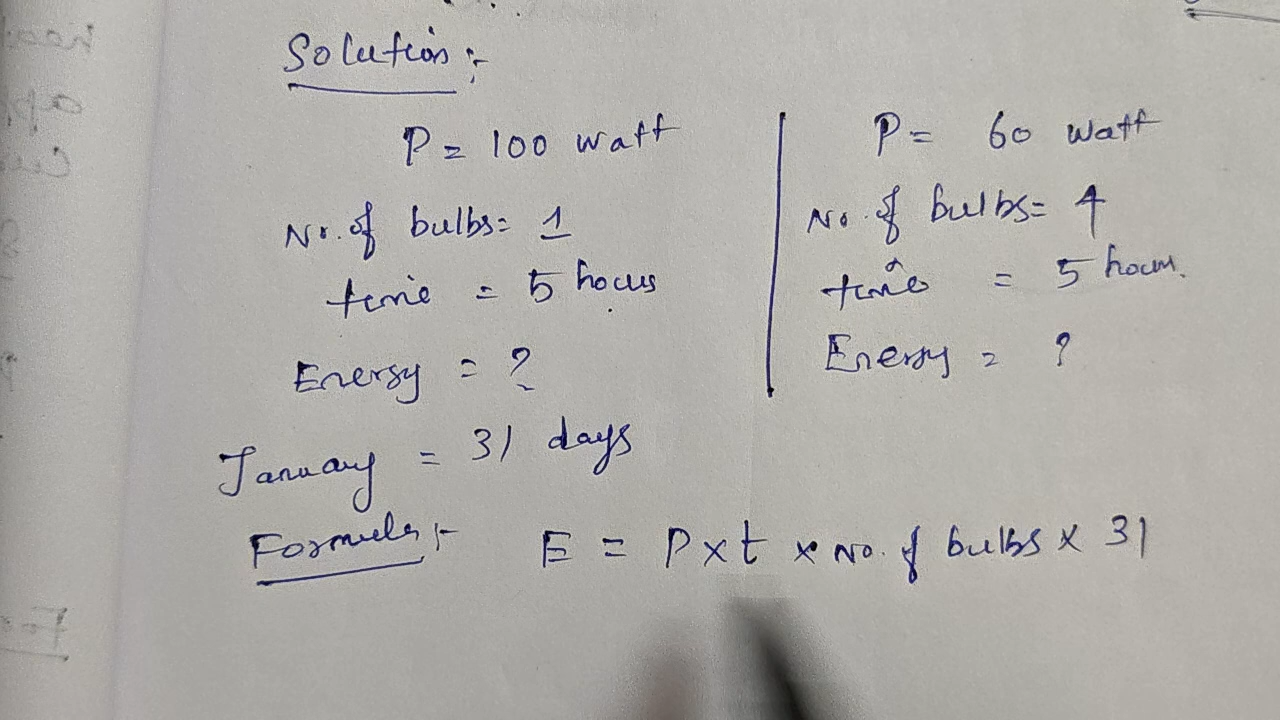 Solution :-
P = 100 watt
No. of bulbs = 1
time = 5 hours
Energy = ?
P = 60 watt
No. of bulbs = 4
time = 5 hours.
Energy = ?
January = 31 days
Formula :- E = P x t x No. of bulbs x 31